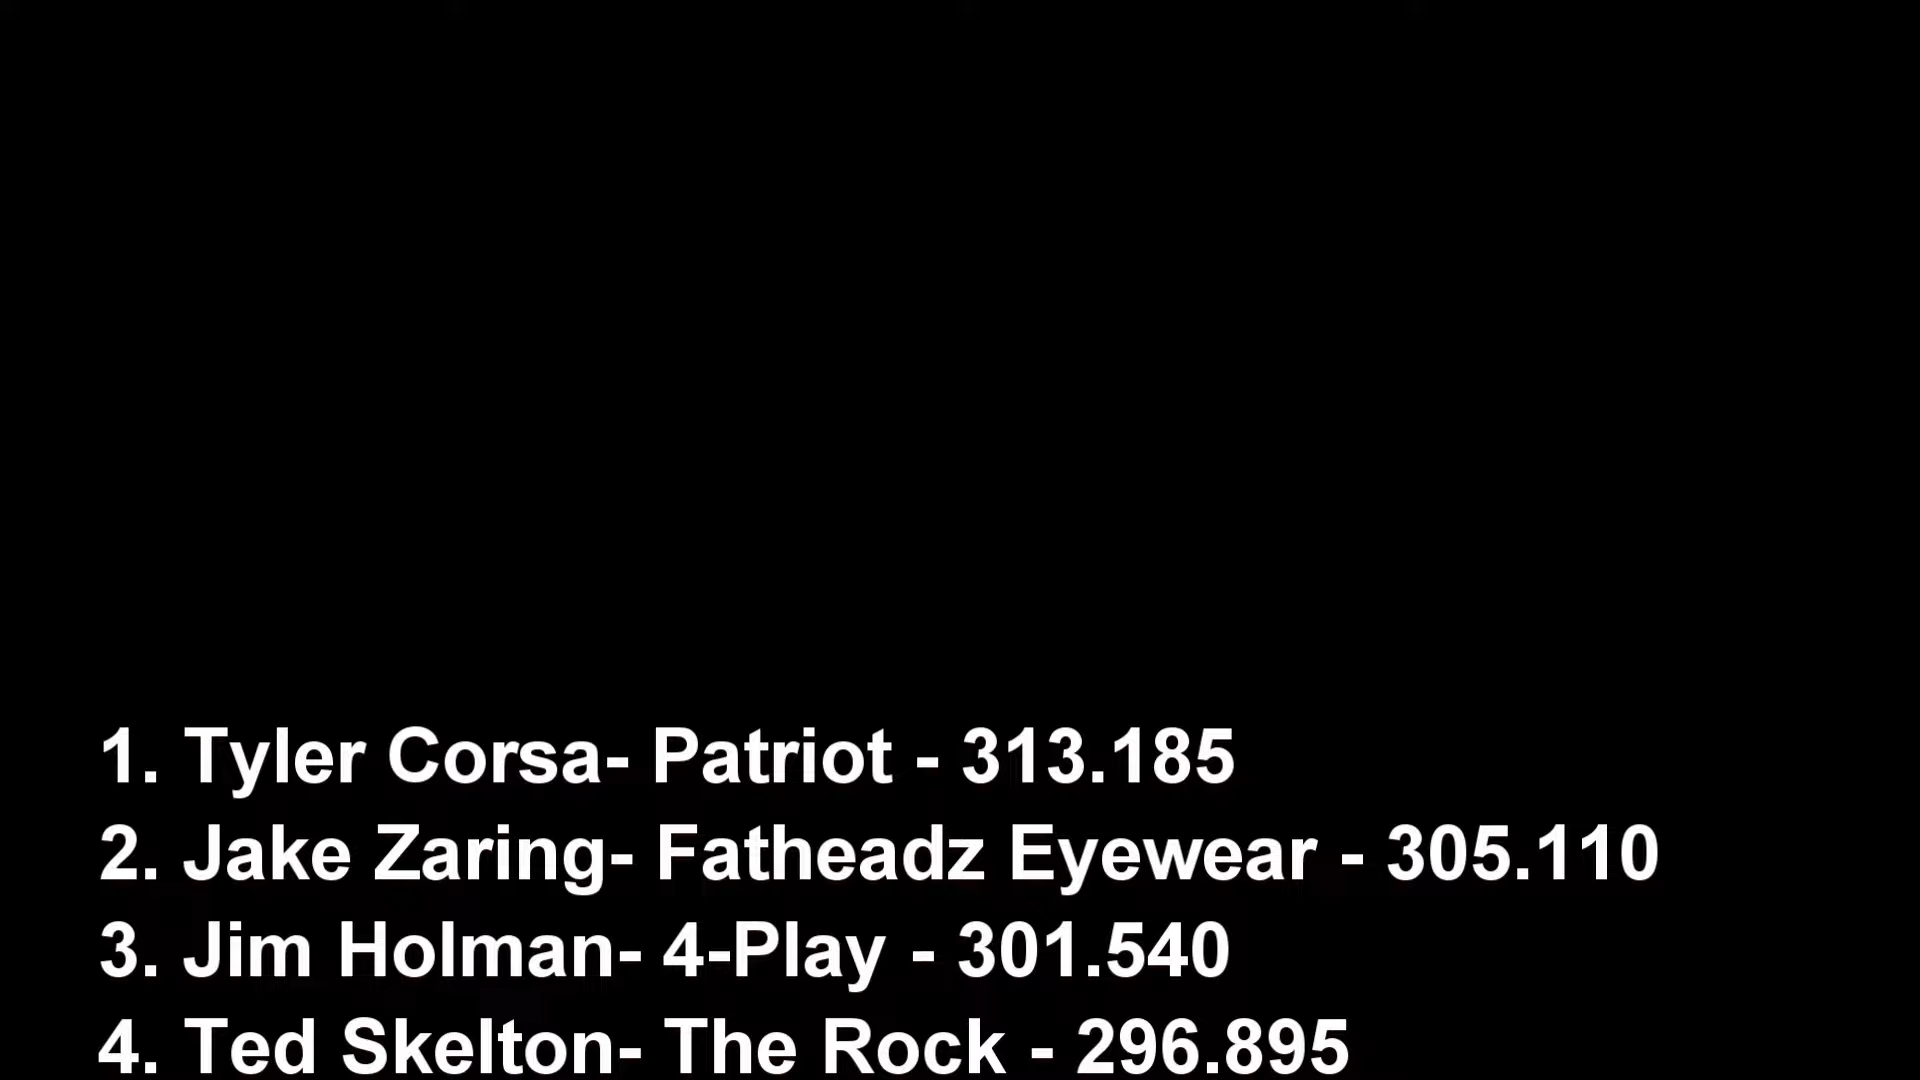 1. Tyler Corsa- Patriot - 313.185
2. Jake Zaring- Fatheadz Eyewear - 305.110
3. Jim Holman- 4-Play - 301.540
4. Ted Skelton- The Rock - 296.895